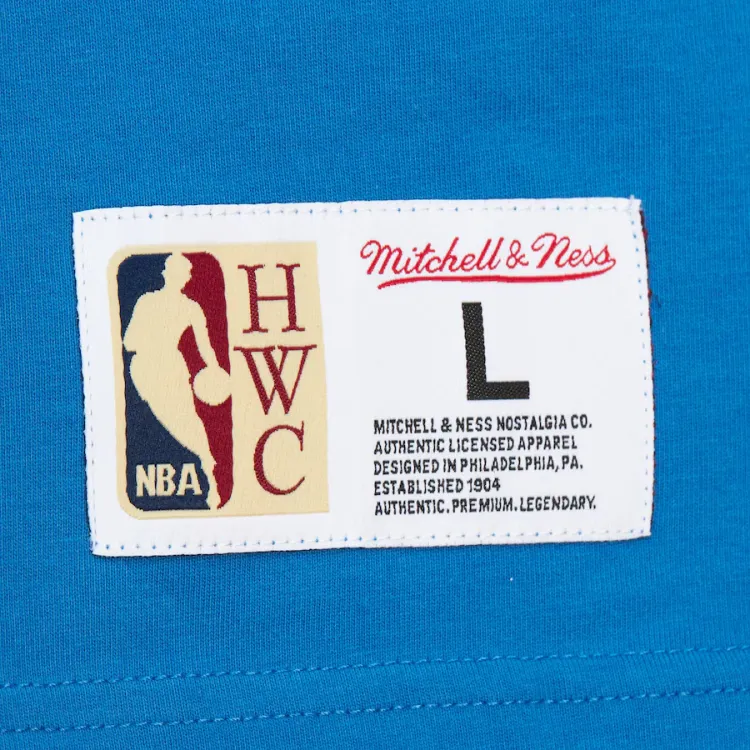 NBA
H
W
C
Mitchell & Ness
L
MITCHELL & NESS NOSTALGIA CO.
AUTHENTIC LICENSED APPAREL
DESIGNED IN PHILADELPHIA, PA.
ESTABLISHED 1904
AUTHENTIC. PREMIUM. LEGENDARY.